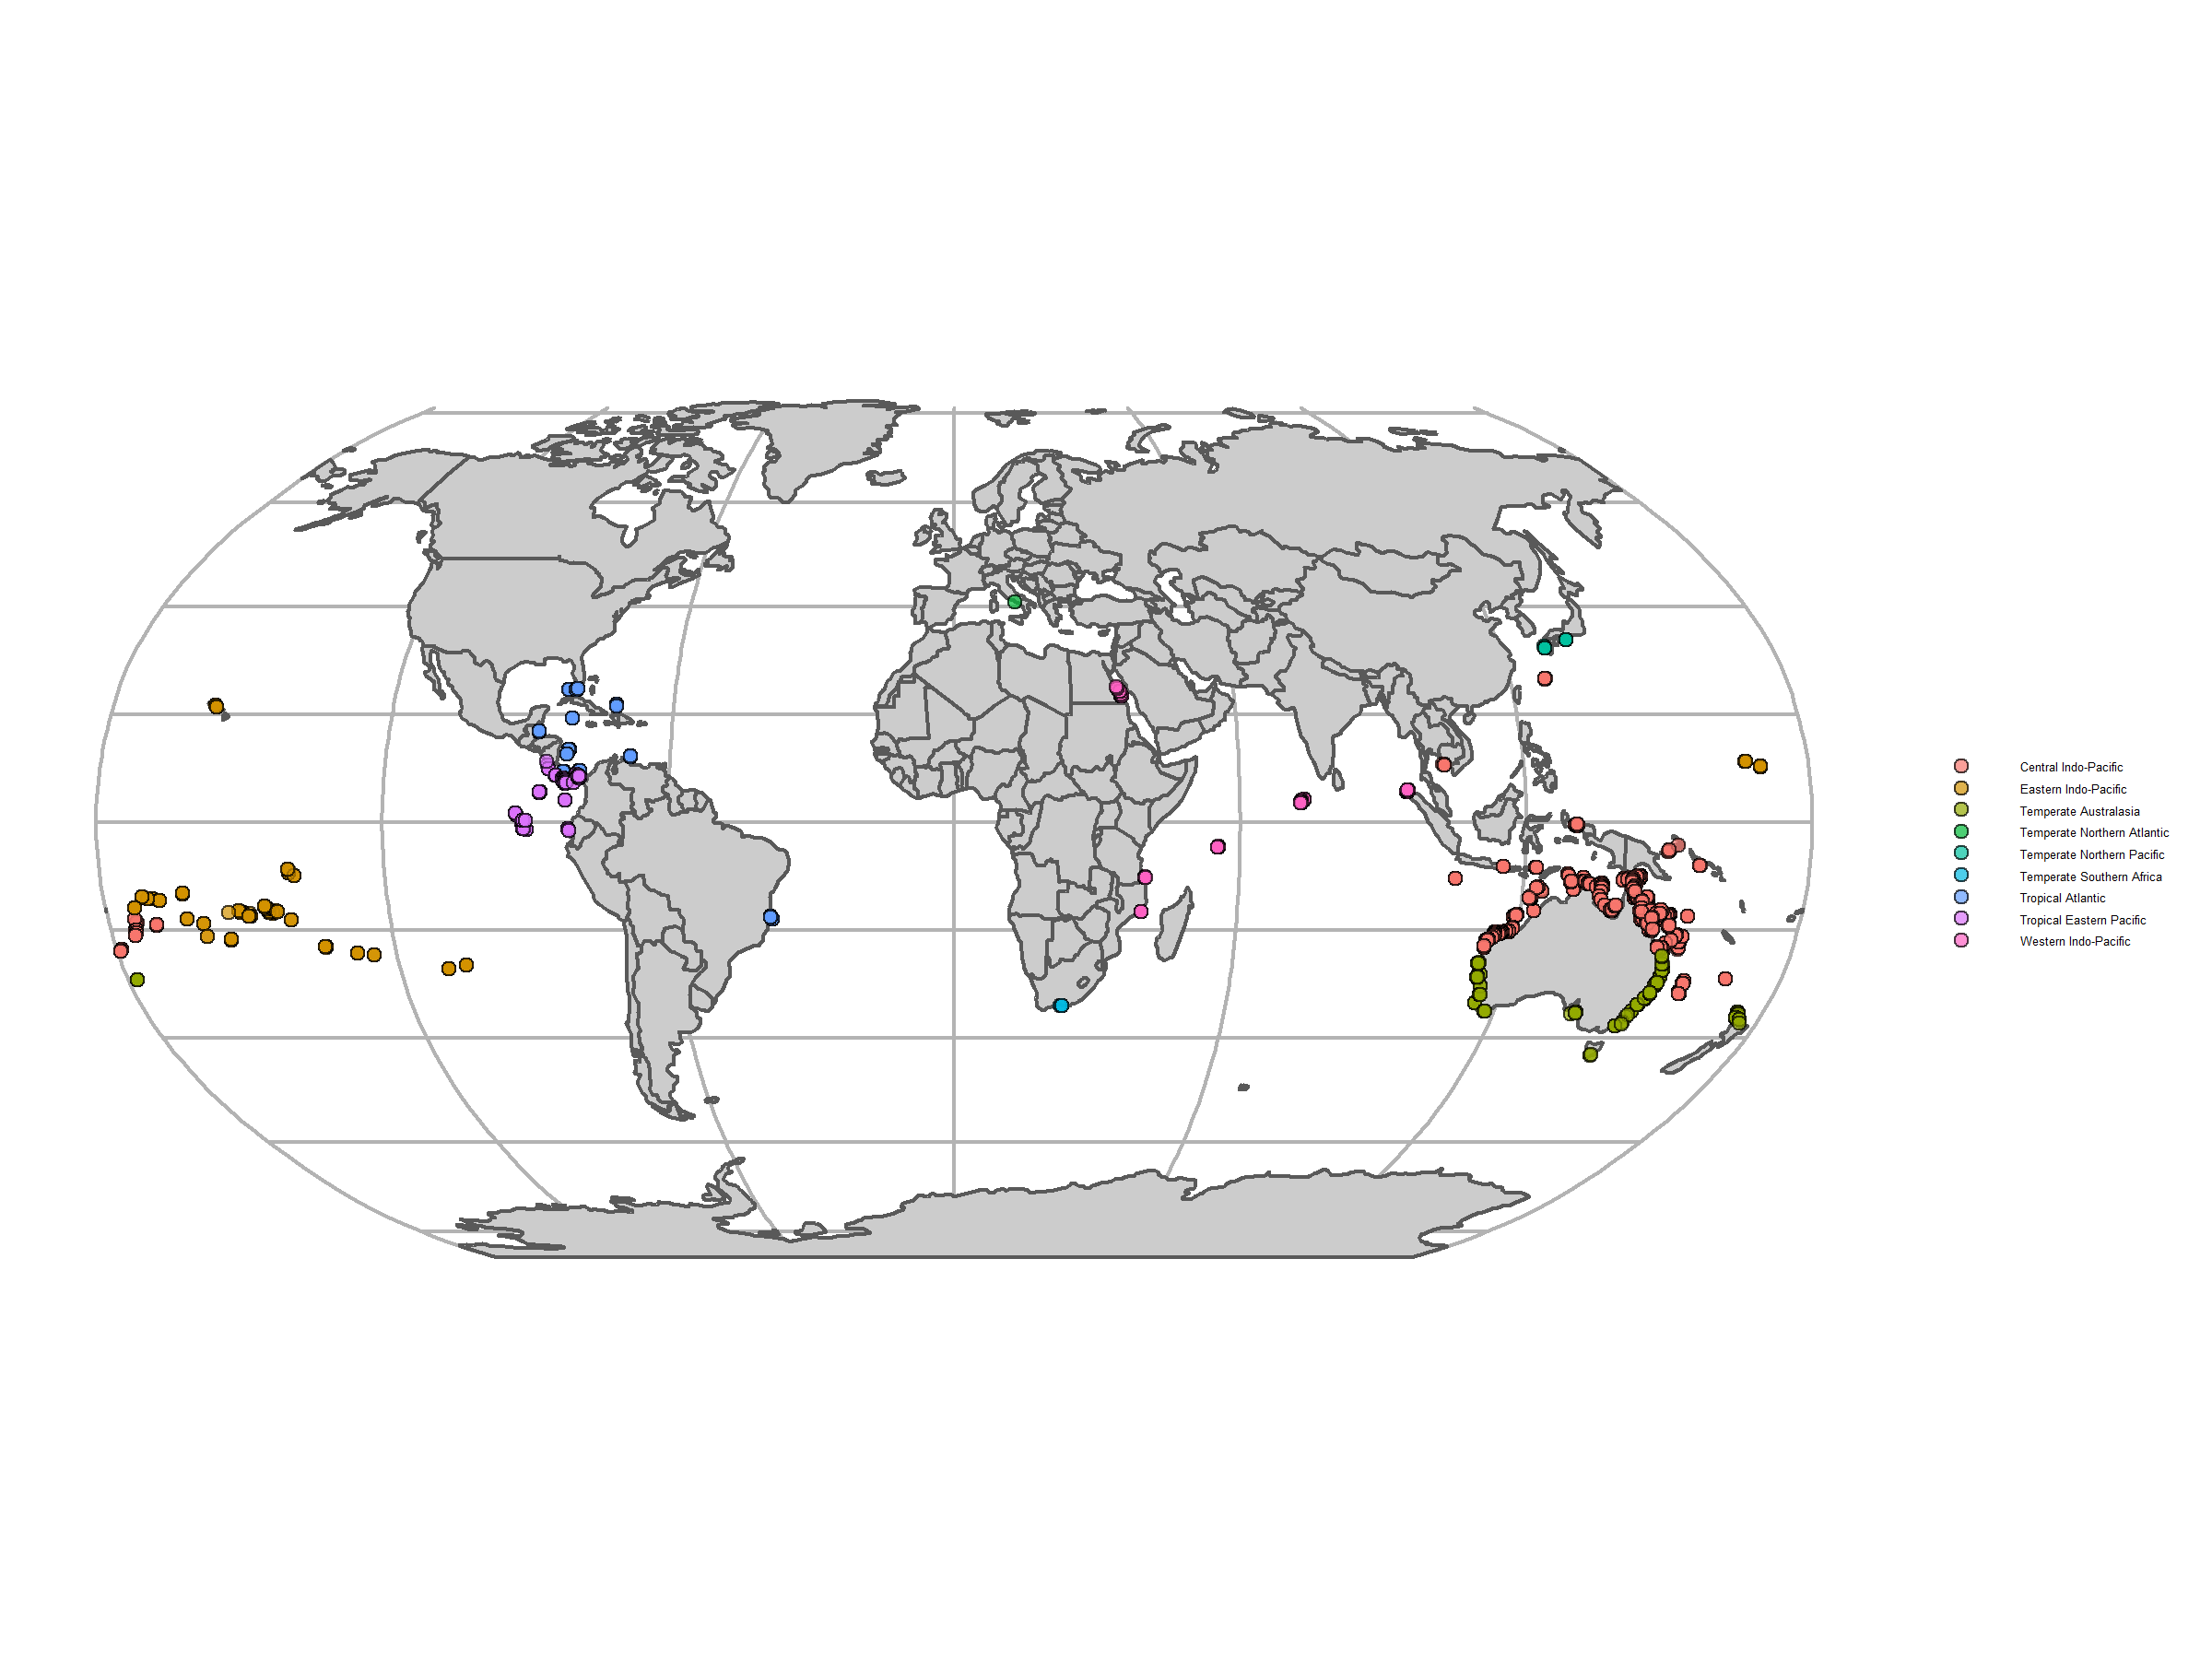 Central Indo-Pacific
Eastern Indo-Pacific
Temperate Australasia
Temperate Northern Atlantic
Temperate Northern Pacific
Temperate Southern Africa
Tropical Atlantic
Tropical Eastern Pacific
Western Indo-Pacific